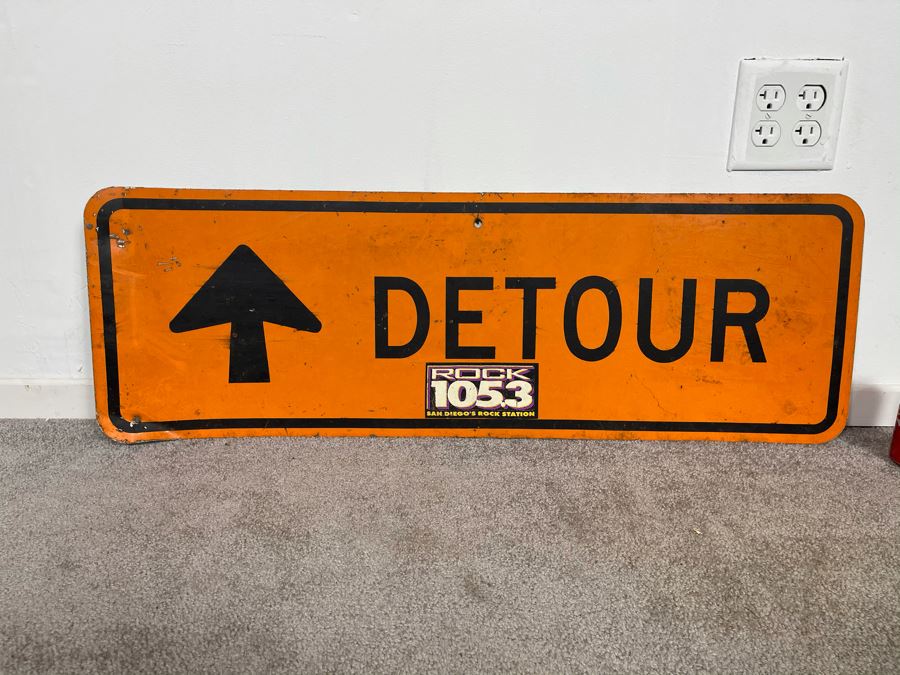 DETOUR
ROCK
105.3
SAN DIEGO'S ROCK STATION